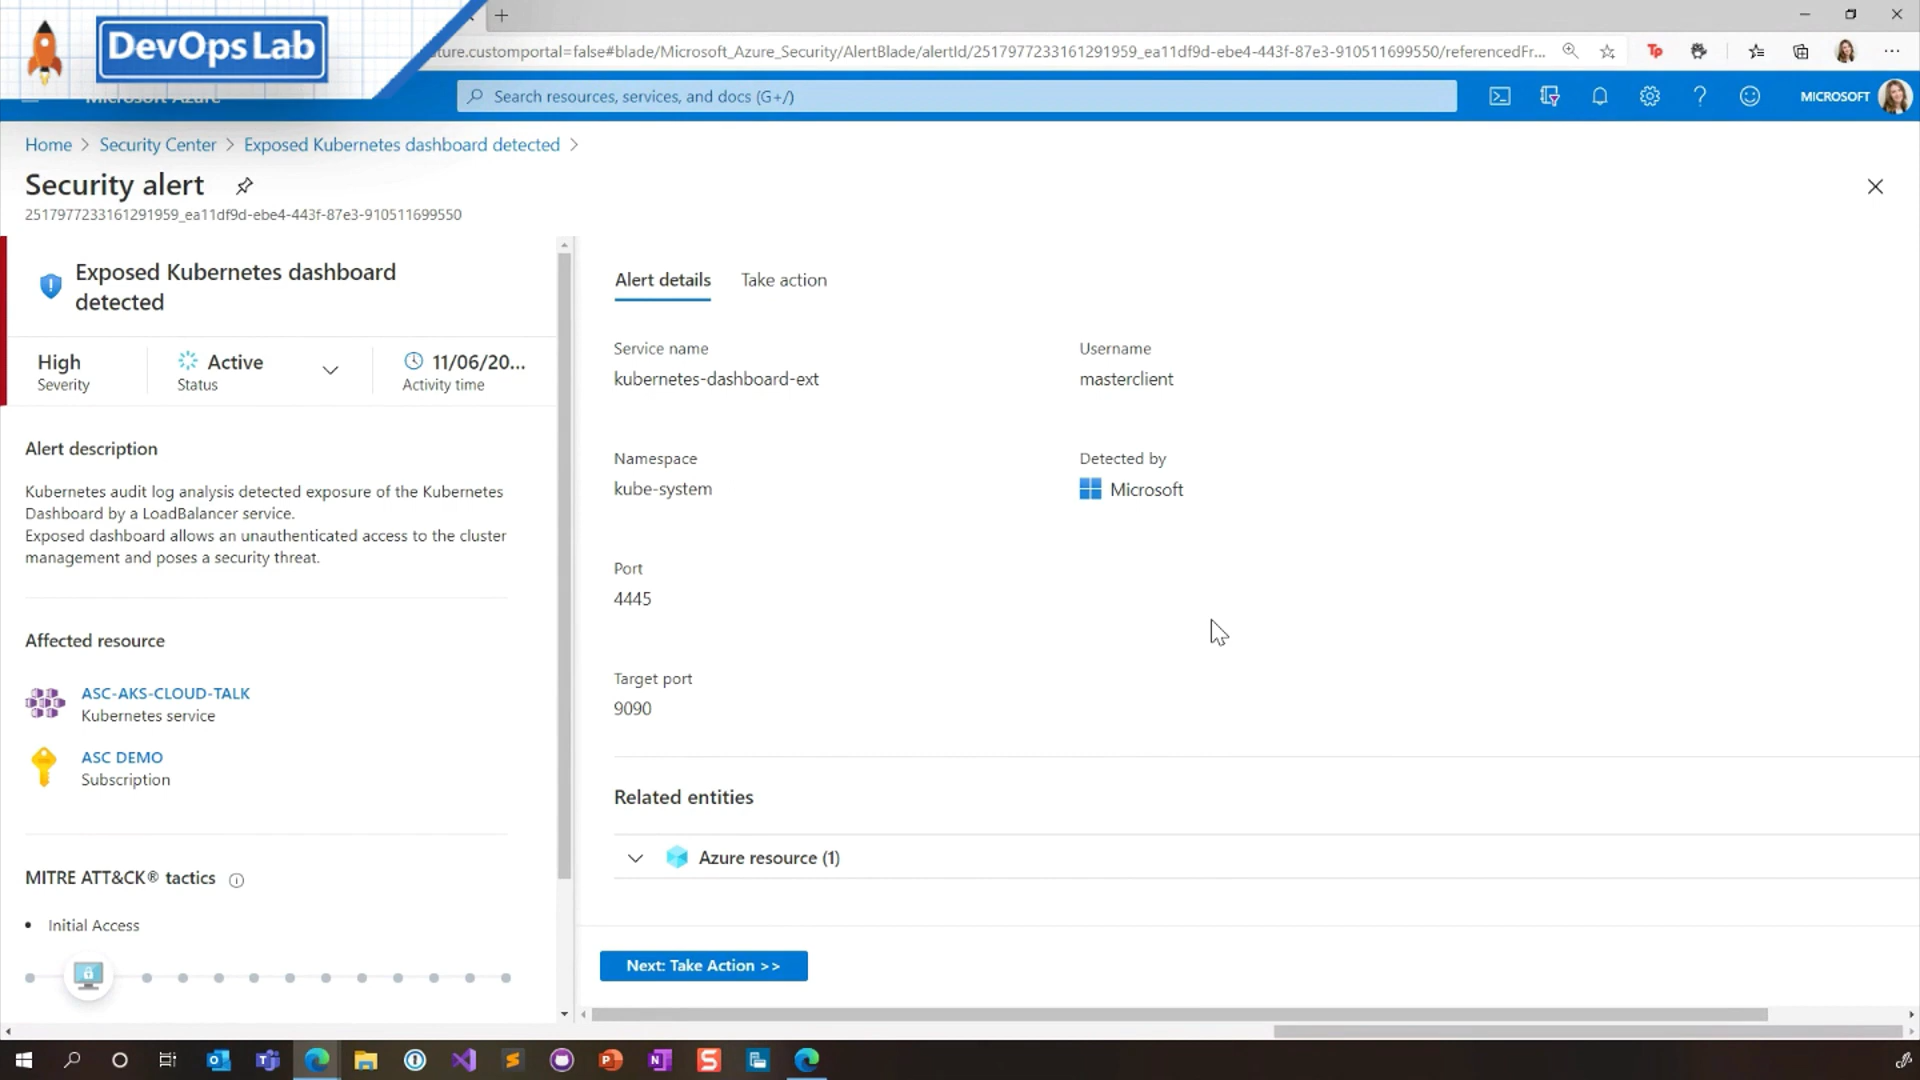 DevOps Lab
ture.customportal=false#blade/Microsoft_Azure_Security/AlertBlade/alertId/2517977233161291959_ea11df9d-ebe4-443f-87e3-910511699550/referencedFr...
Microsoft Azure
Search resources, services, and docs (G+/)
MICROSOFT
Home > Security Center > Exposed Kubernetes dashboard detected >
Security alert
2517977233161291959_ea11df9d-ebe4-443f-87e3-910511699550
Exposed Kubernetes dashboard
detected
High
Severity
Active
Status
11/06/20...
Activity time
Alert description
Kubernetes audit log analysis detected exposure of the Kubernetes
Dashboard by a LoadBalancer service.
Exposed dashboard allows an unauthenticated access to the cluster
management and poses a security threat.
Affected resource
ASC-AKS-CLOUD-TALK
Kubernetes service
ASC DEMO
Subscription
MITRE ATT&CK® tactics
Initial Access
Alert details
Take action
Service name
kubernetes-dashboard-ext
Username
masterclient
Namespace
kube-system
Detected by
Microsoft
Port
4445
Target port
9090
Related entities
Azure resource (1)
Next: Take Action >>